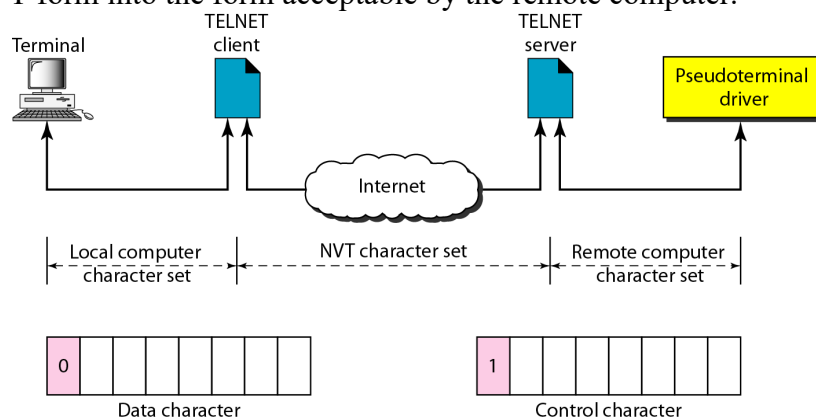 T form into the form acceptable by the remote computer.
TELNET
client
TELNET
server
Terminal
Pseudoterminal
driver
Internet
Local computer
character set
NVT character set
Remote computer
character set
0
1
Data character
Control character